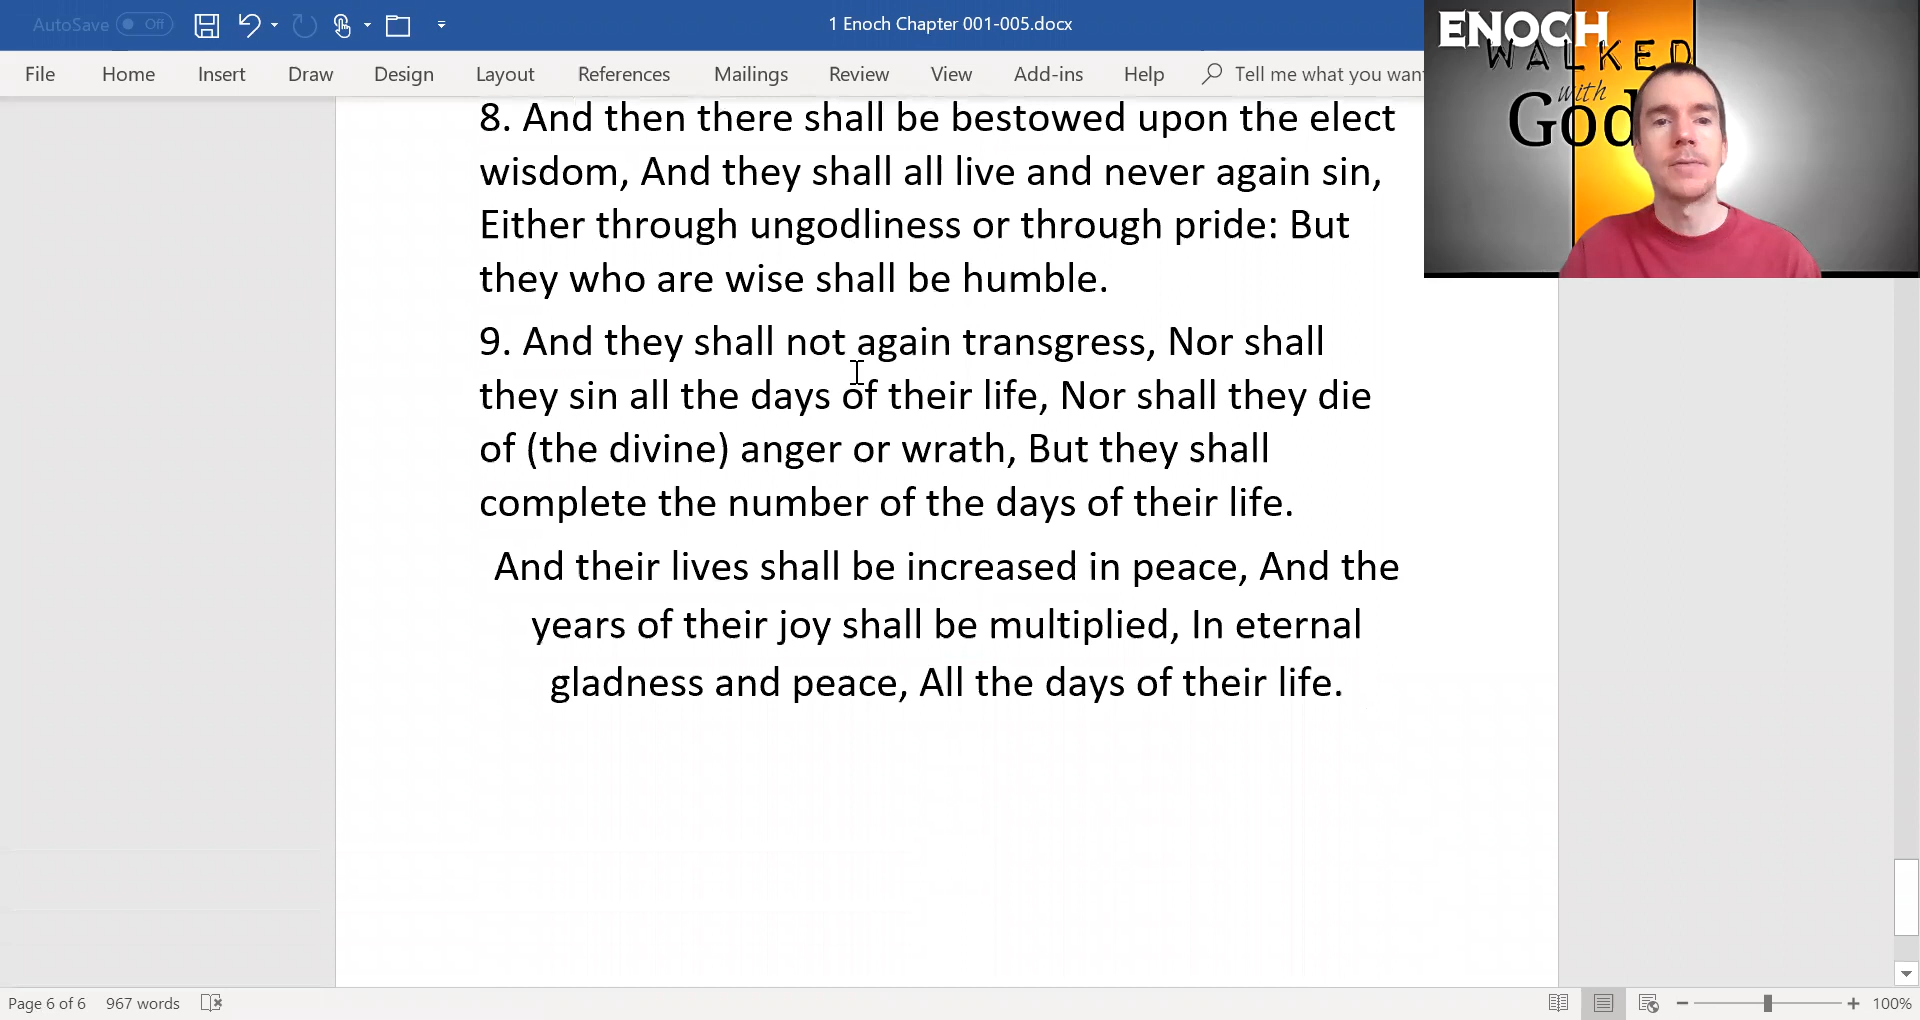 AutoSave Off
1 Enoch Chapter 001-005.docx
File Home Insert Draw Design Layout References Mailings Review View Add-ins Help Tell me what you wan
ENOCH
WALKED
with
God
8. And then there shall be bestowed upon the elect
wisdom, And they shall all live and never again sin,
Either through ungodliness or through pride: But
they who are wise shall be humble.
9. And they shall not again transgress, Nor shall
they sin all the days of their life, Nor shall they die
of (the divine) anger or wrath, But they shall
complete the number of the days of their life.
And their lives shall be increased in peace, And the
years of their joy shall be multiplied, In eternal
gladness and peace, All the days of their life.
Page 6 of 6 967 words 100%